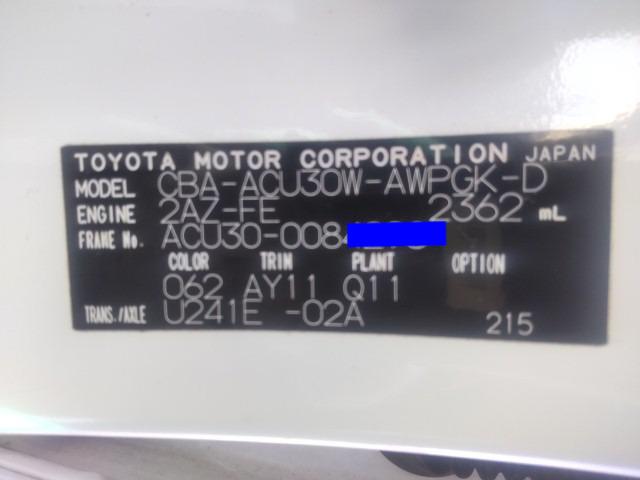 TOYOTA MOTOR CORPORATION JAPAN
MODEL CBA-ACU30W-AWPGK-D
ENGINE 2AZ-FE 2362 mL
FRAME No. ACU30-0084
COLOR TRIM PLANT OPTION
062 AY11 Q11
TRANS./AXLE U241E -02A 215